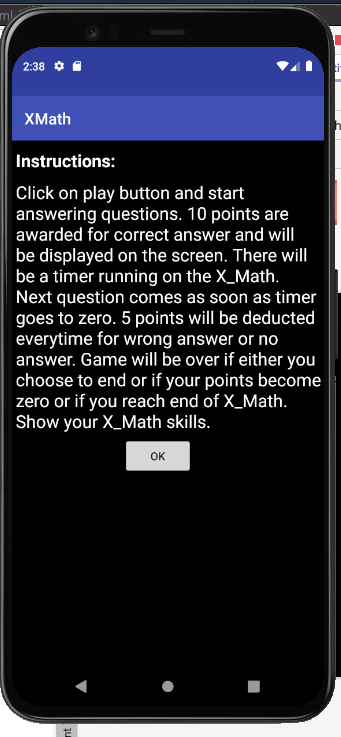 2:38
XMath
Instructions:
Click on play button and start
answering questions. 10 points are
awarded for correct answer and will
be displayed on the screen. There will
be a timer running on the X_Math.
Next question comes as soon as timer
goes to zero. 5 points will be deducted
everytime for wrong answer or no
answer. Game will be over if either you
choose to end or if your points become
zero or if you reach end of X_Math.
Show your X_Math skills.
OK